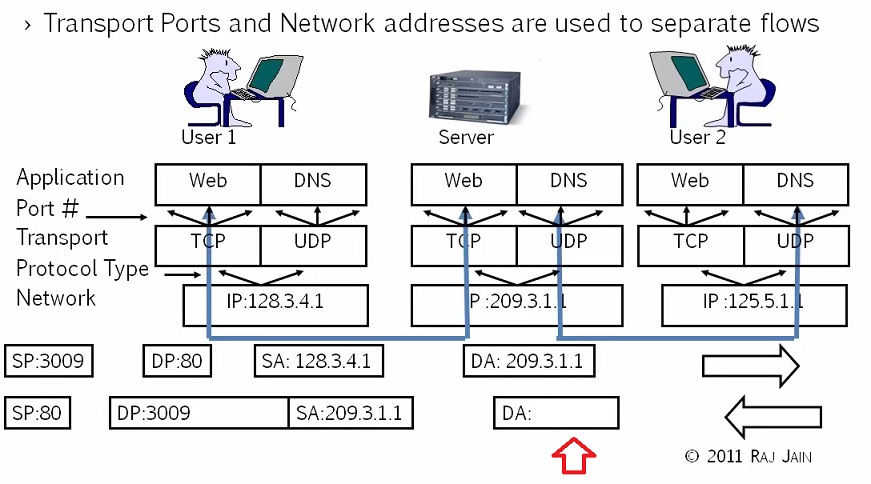 › Transport Ports and Network addresses are used to separate flows
User 1 Server User 2
Application Web DNS Web DNS Web DNS
Port #
Transport TCP UDP TCP UDP TCP UDP
Protocol Type
Network IP:128.3.4.1 P :209.3.1.1 IP :125.5.1.1
SP:3009 DP:80 SA: 128.3.4.1 DA: 209.3.1.1
SP:80 DP:3009 SA:209.3.1.1 DA:
© 2011 RAJ JAIN